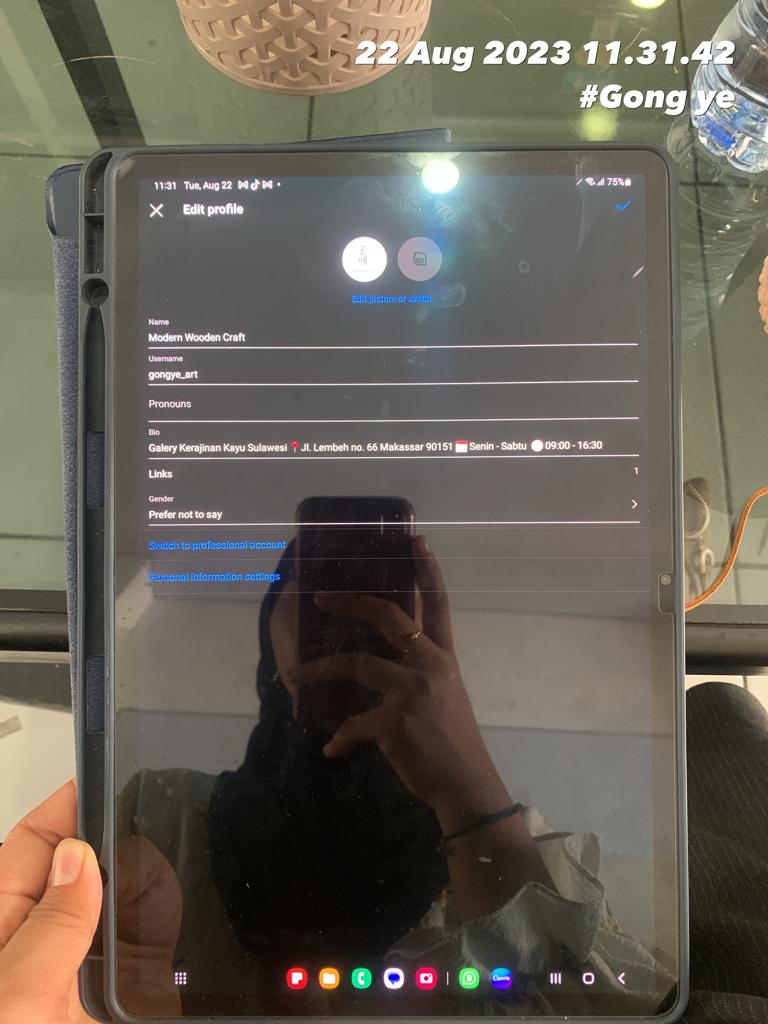 22 Aug 2023 11.31.42
#Gong ye
11:31 Tue, Aug 22
75%
Edit profile
Edit picture or avatar
Name
Modern Wooden Craft
Username
gongye_art
Pronouns
Bio
Galery Kerajinan Kayu Sulawesi 📍Jl. Lembeh no. 66 Makassar 90151 🗓️Senin - Sabtu 🕘09:00 - 16:30
Links 1
Gender
Prefer not to say
Switch to professional account
Personal information settings
Canva